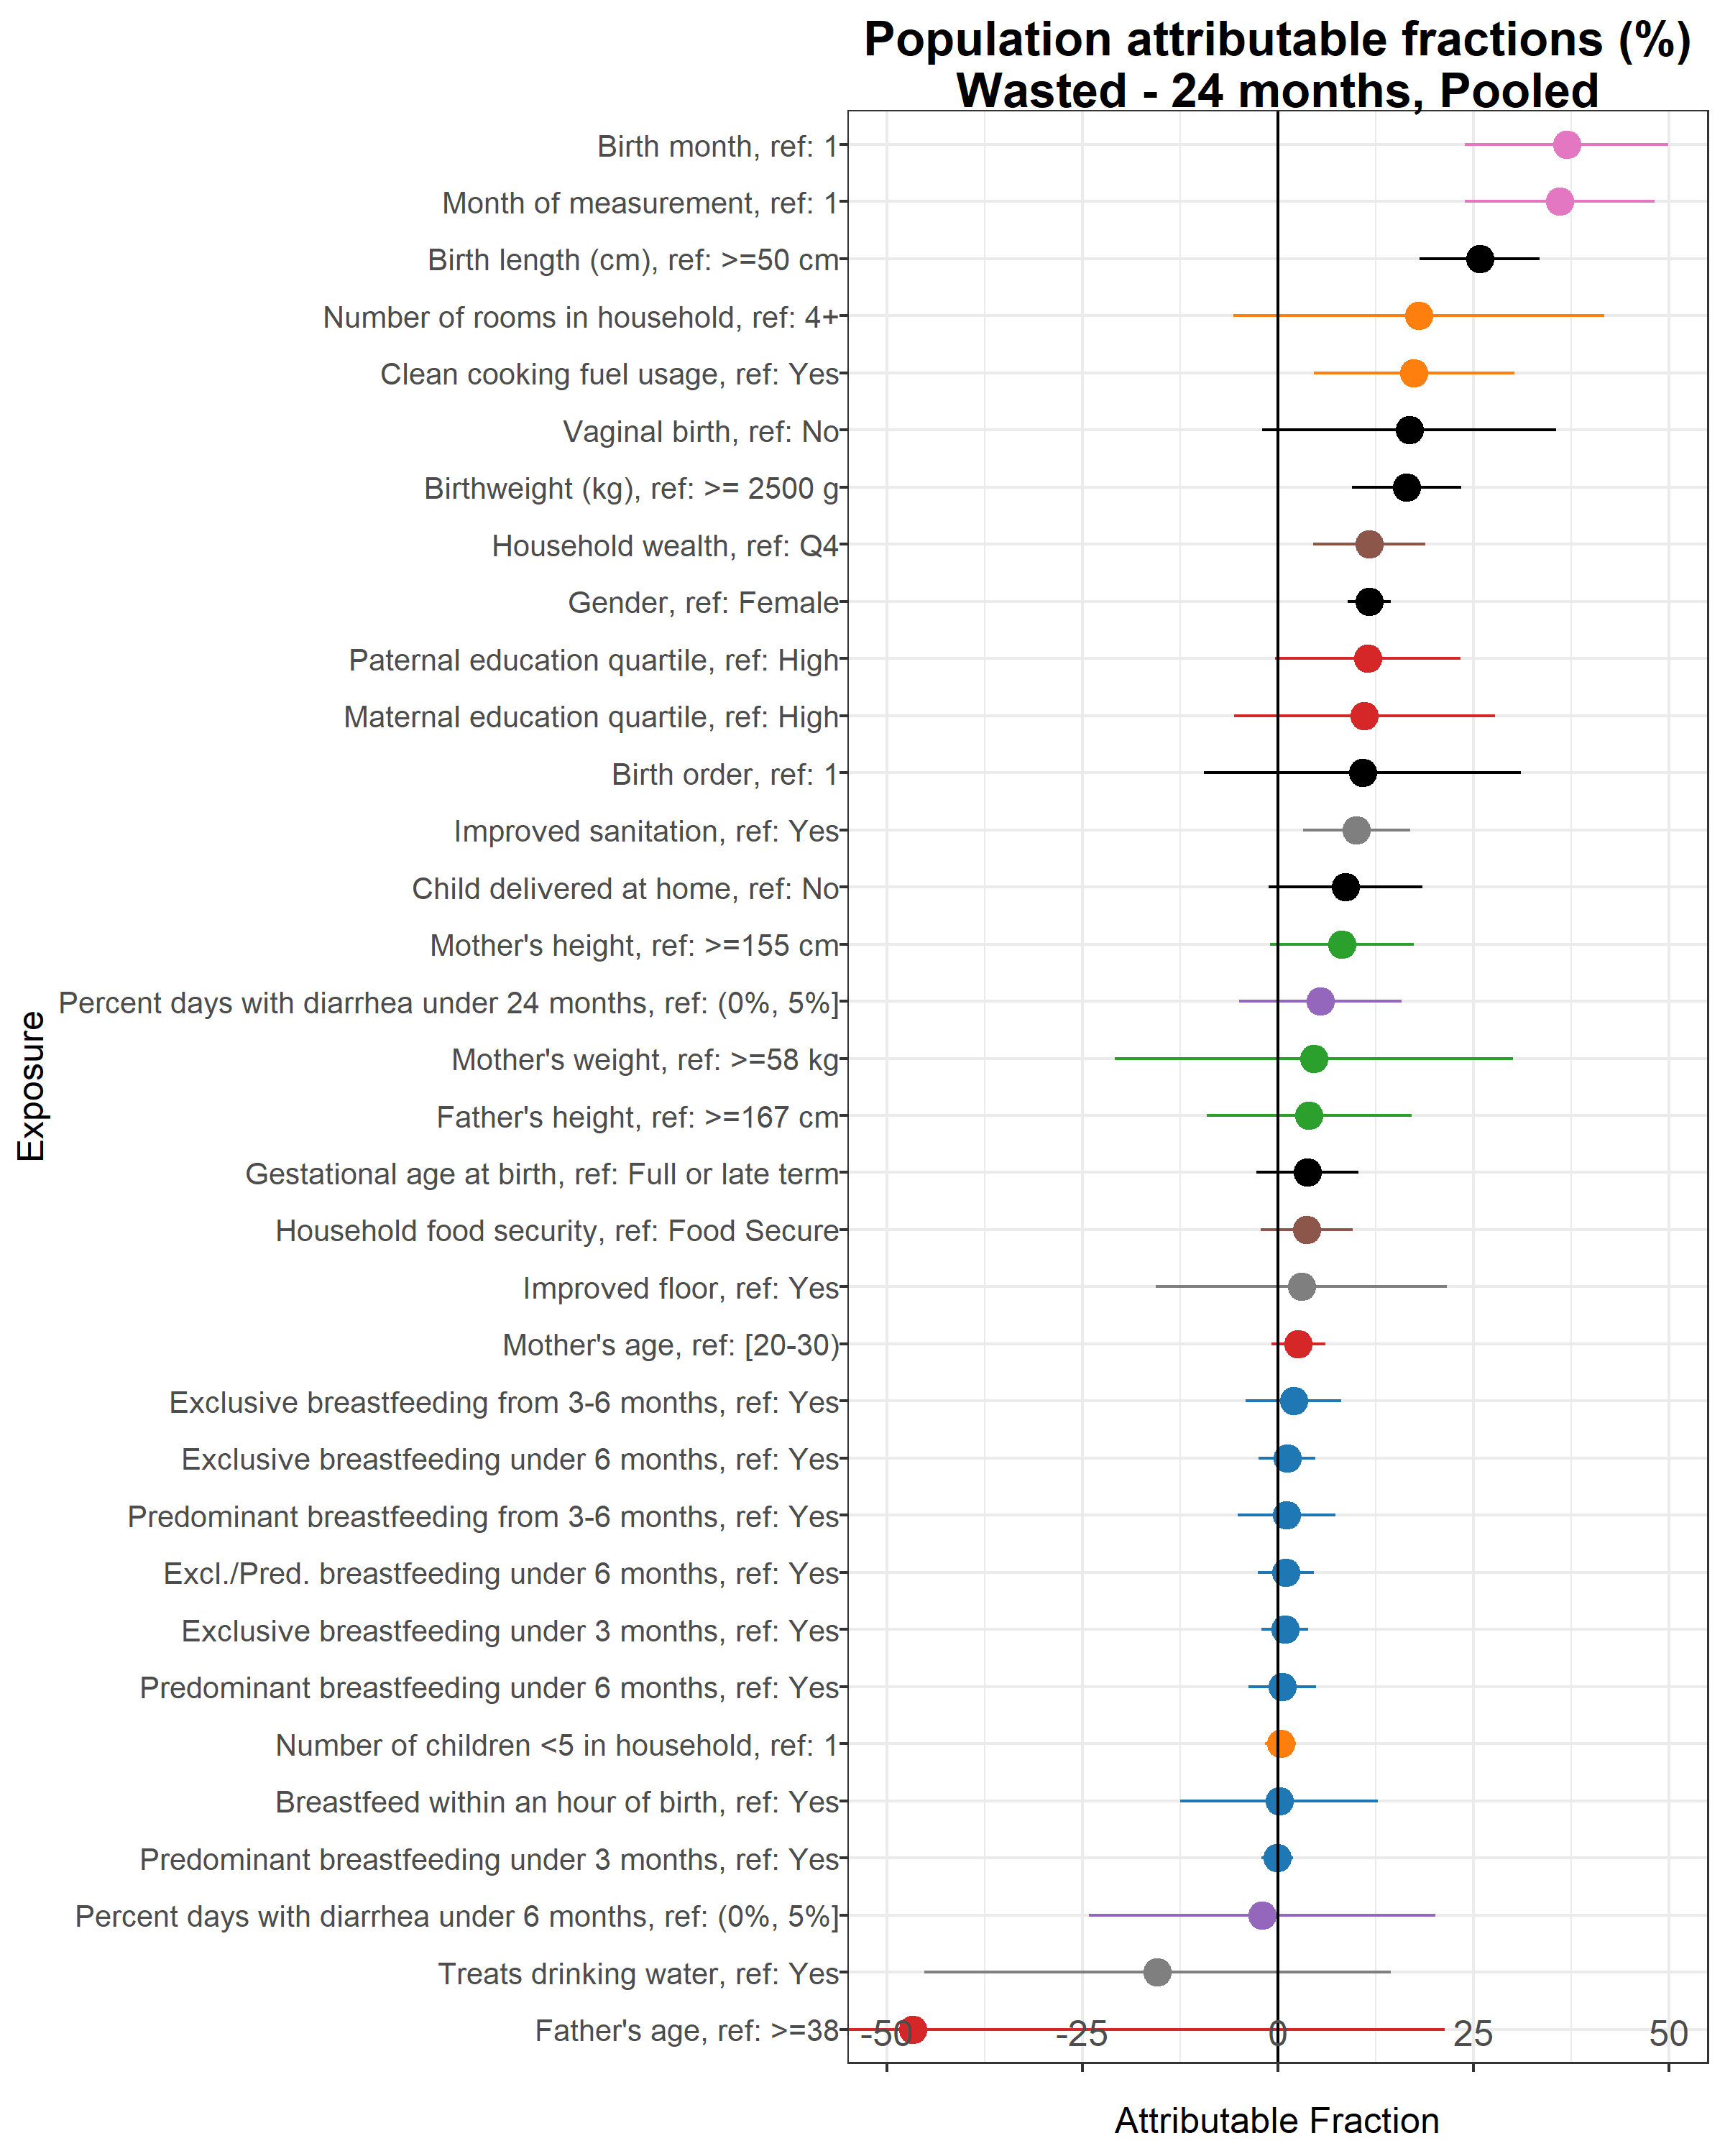 Population attributable fractions (%)
Wasted - 24 months, Pooled
Birth month, ref: 1
Month of measurement, ref: 1
Birth length (cm), ref: >=50 cm
Number of rooms in household, ref: 4+
Clean cooking fuel usage, ref: Yes
Vaginal birth, ref: No
Birthweight (kg), ref: >= 2500 g
Household wealth, ref: Q4
Gender, ref: Female
Paternal education quartile, ref: High
Maternal education quartile, ref: High
Birth order, ref: 1
Improved sanitation, ref: Yes
Child delivered at home, ref: No
Mother's height, ref: >=155 cm
Percent days with diarrhea under 24 months, ref: (0%, 5%]
Mother's weight, ref: >=58 kg
Father's height, ref: >=167 cm
Gestational age at birth, ref: Full or late term
Household food security, ref: Food Secure
Improved floor, ref: Yes
Mother's age, ref: [20-30)
Exclusive breastfeeding from 3-6 months, ref: Yes
Exclusive breastfeeding under 6 months, ref: Yes
Predominant breastfeeding from 3-6 months, ref: Yes
Excl./Pred. breastfeeding under 6 months, ref: Yes
Exclusive breastfeeding under 3 months, ref: Yes
Predominant breastfeeding under 6 months, ref: Yes
Number of children <5 in household, ref: 1
Breastfeed within an hour of birth, ref: Yes
Predominant breastfeeding under 3 months, ref: Yes
Percent days with diarrhea under 6 months, ref: (0%, 5%]
Treats drinking water, ref: Yes
Father's age, ref: >=38
Exposure
-50 -25 0 25 50
Attributable Fraction